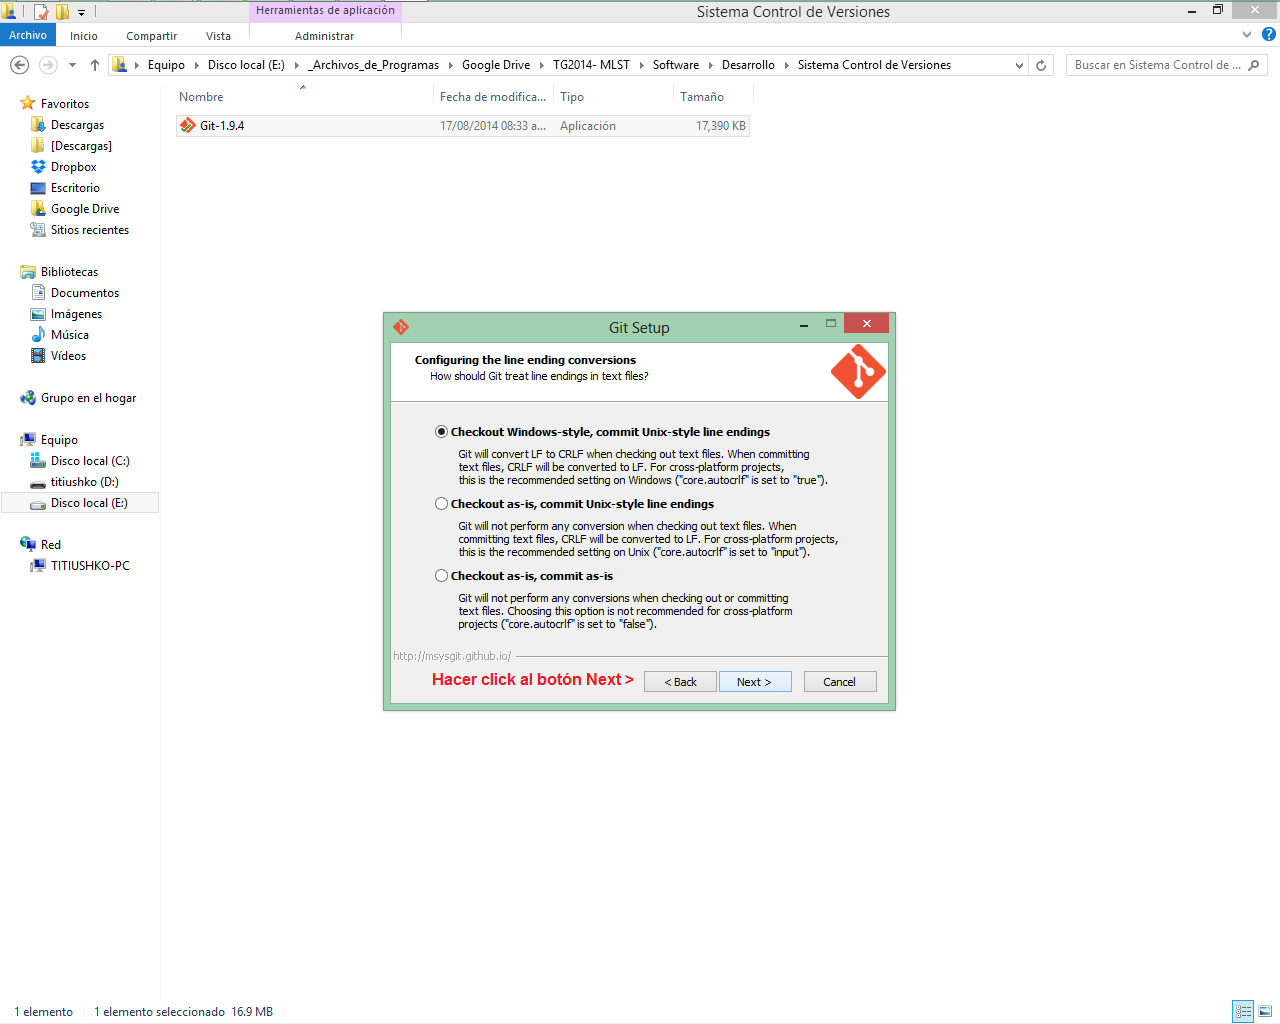 Herramientas de aplicación
Sistema Control de Versiones
Archivo
Inicio
Compartir
Vista
Administrar
Equipo
Disco local (E:)
_Archivos_de_Programas
Google Drive
TG2014- MLST
Software
Desarrollo
Sistema Control de Versiones
Buscar en Sistema Control de ...
Nombre
Fecha de modifica...
Tipo
Tamaño
Git-1.9.4
17/08/2014 08:33 a...
Aplicación
17,390 KB
Favoritos
Descargas
[Descargas]
Dropbox
Escritorio
Google Drive
Sitios recientes
Bibliotecas
Documentos
Imágenes
Música
Vídeos
Grupo en el hogar
Equipo
Disco local (C:)
titiushko (D:)
Disco local (E:)
Red
TITIUSHKO-PC
Git Setup
Configuring the line ending conversions
How should Git treat line endings in text files?
Checkout Windows-style, commit Unix-style line endings
Git will convert LF to CRLF when checking out text files. When committing
text files, CRLF will be converted to LF. For cross-platform projects,
this is the recommended setting on Windows ("core.autocrlf" is set to "true").
Checkout as-is, commit Unix-style line endings
Git will not perform any conversion when checking out text files. When
committing text files, CRLF will be converted to LF. For cross-platform projects,
this is the recommended setting on Unix ("core.autocrlf" is set to "input").
Checkout as-is, commit as-is
Git will not perform any conversions when checking out or committing
text files. Choosing this option is not recommended for cross-platform
projects ("core.autocrlf" is set to "false").
http://msysgit.github.io/
Hacer click al botón Next >
< Back
Next >
Cancel
1 elemento
1 elemento seleccionado 16.9 MB